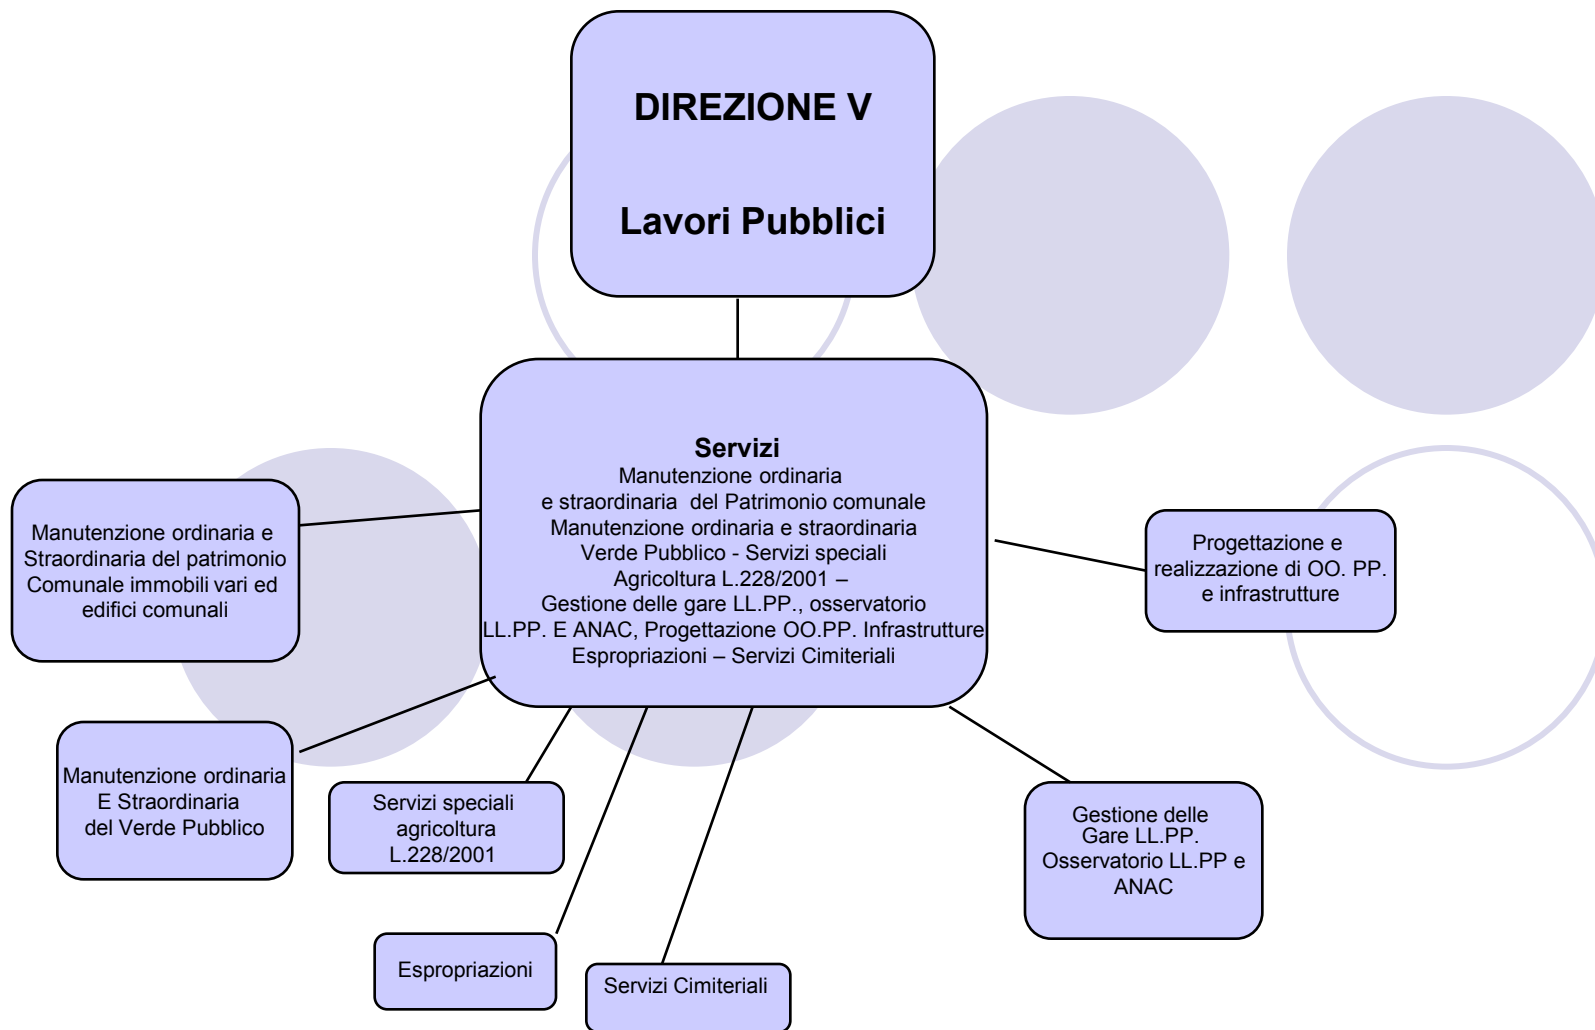 DIREZIONE V
Lavori Pubblici
Servizi
Manutenzione ordinaria
e straordinaria del Patrimonio comunale
Manutenzione ordinaria e straordinaria
Verde Pubblico - Servizi speciali
Agricoltura L.228/2001 –
Gestione delle gare LL.PP., osservatorio
LL.PP. E ANAC, Progettazione OO.PP. Infrastrutture
Espropriazioni – Servizi Cimiteriali
Manutenzione ordinaria e
Straordinaria del patrimonio
Comunale immobili vari ed
edifici comunali
Progettazione e
realizzazione di OO. PP.
e infrastrutture
Manutenzione ordinaria
E Straordinaria
del Verde Pubblico
Servizi speciali
agricoltura
L.228/2001
Gestione delle
Gare LL.PP.
Osservatorio LL.PP e
ANAC
Espropriazioni
Servizi Cimiteriali